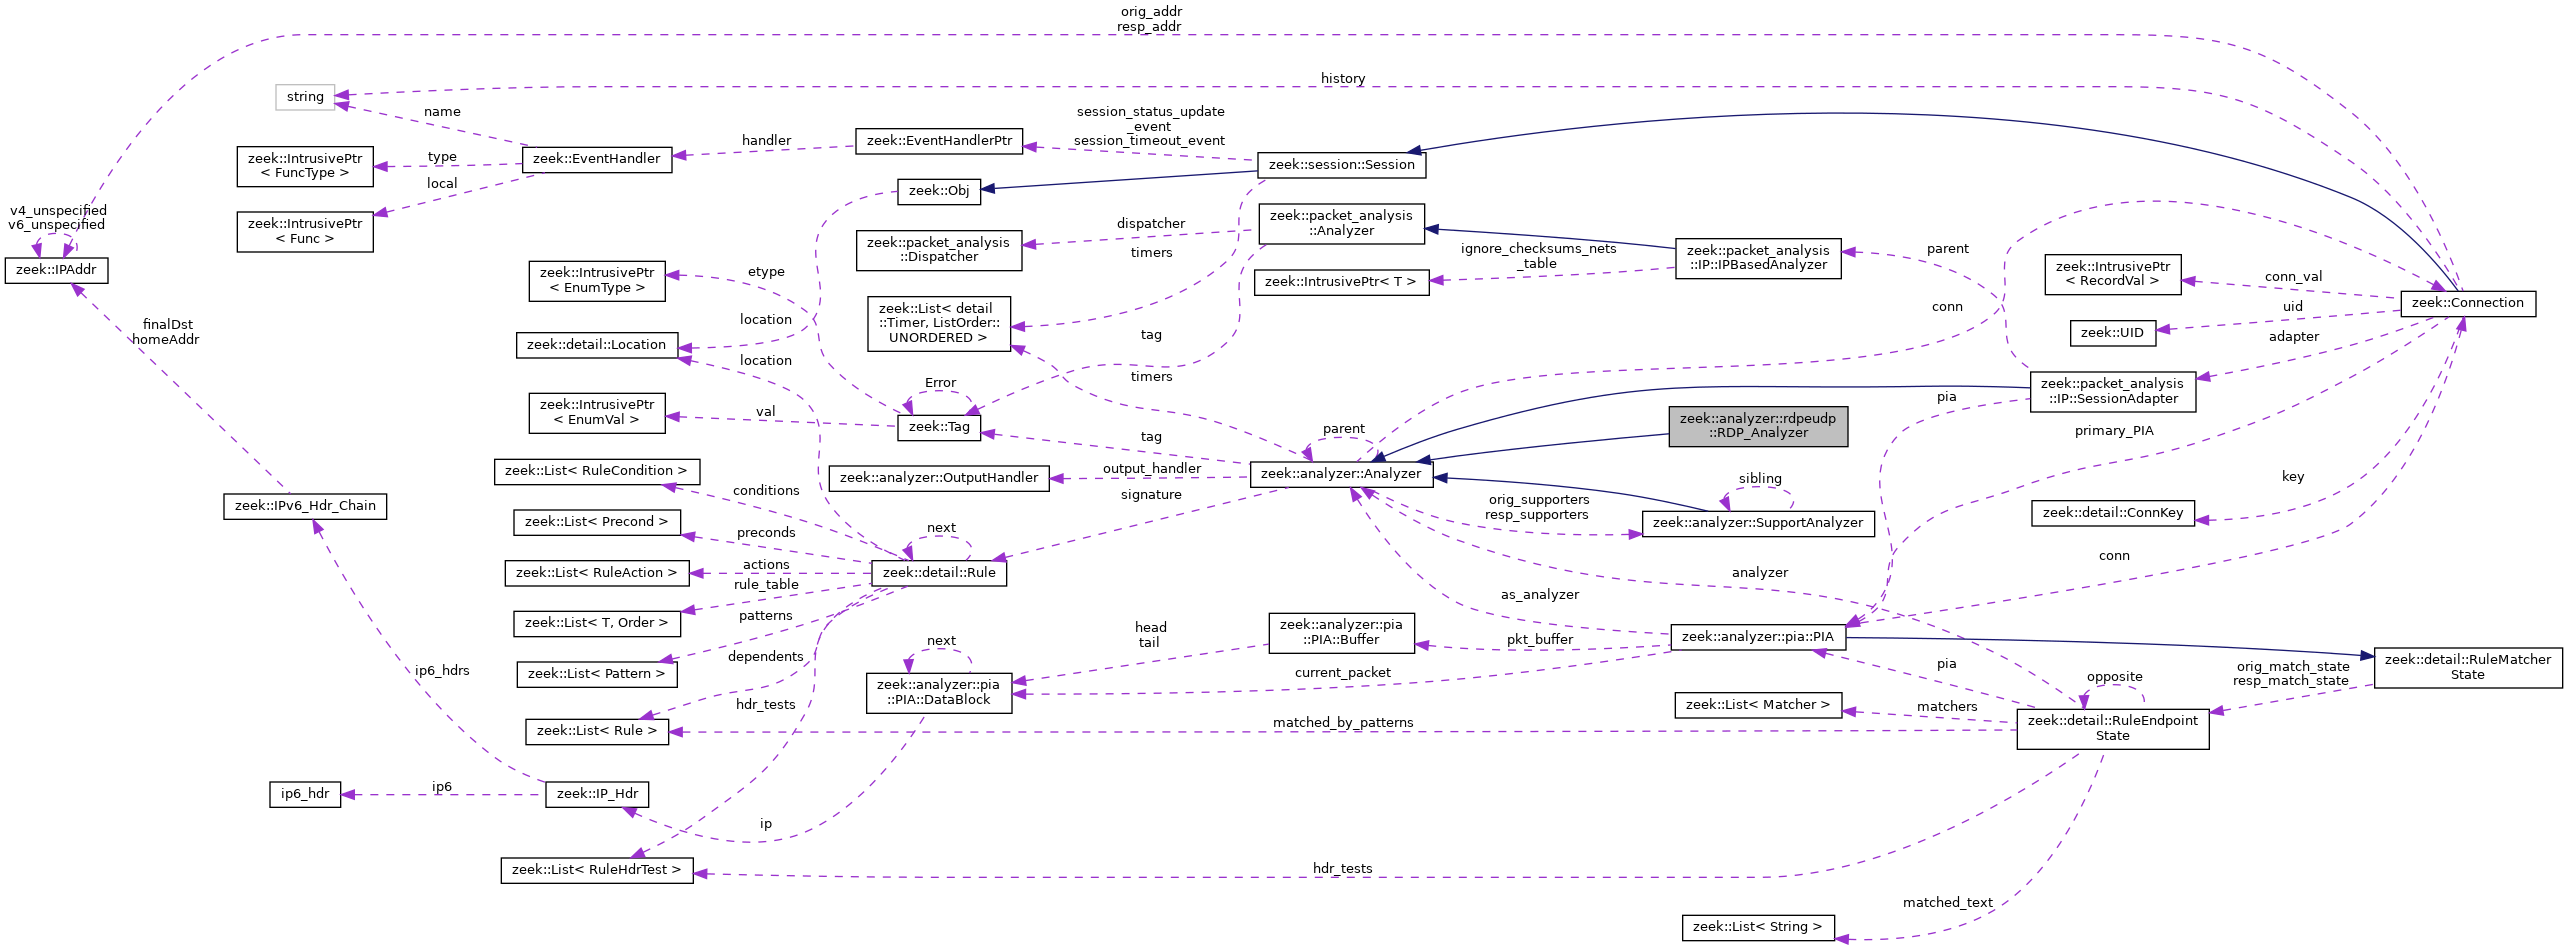 orig_addr
resp_addr
history
string
name
session_status_update
_event
session_timeout_event
handler
zeek::EventHandlerPtr
zeek::IntrusivePtr
< FuncType >
type
zeek::EventHandler
zeek::session::Session
local
zeek::Obj
v4_unspecified
v6_unspecified
zeek::IntrusivePtr
< Func >
zeek::IPAddr
dispatcher
zeek::packet_analysis
::Analyzer
zeek::packet_analysis
::Dispatcher
timers
ignore_checksums_nets
_table
zeek::packet_analysis
::IP::IPBasedAnalyzer
parent
zeek::IntrusivePtr
< EnumType >
etype
zeek::IntrusivePtr< T >
zeek::IntrusivePtr
< RecordVal >
conn_val
zeek::Connection
zeek::List< detail
::Timer, ListOrder::
UNORDERED >
conn
uid
zeek::UID
adapter
finalDst
homeAddr
location
zeek::detail::Location
location
tag
timers
Error
zeek::packet_analysis
::IP::SessionAdapter
pia
zeek::IntrusivePtr
< EnumVal >
val
zeek::Tag
zeek::analyzer::rdpeudp
::RDP_Analyzer
parent
tag
primary_PIA
zeek::List< RuleCondition >
conditions
zeek::analyzer::OutputHandler
output_handler
zeek::analyzer::Analyzer
signature
sibling
key
zeek::IPv6_Hdr_Chain
orig_supporters
resp_supporters
zeek::analyzer::SupportAnalyzer
zeek::detail::ConnKey
zeek::List< Precond >
preconds
next
conn
zeek::List< RuleAction >
actions
zeek::detail::Rule
analyzer
rule_table
as_analyzer
zeek::List< T, Order >
patterns
head
tail
zeek::analyzer::pia
::PIA::Buffer
pkt_buffer
zeek::analyzer::pia::PIA
next
dependents
ip6_hdrs
zeek::List< Pattern >
zeek::analyzer::pia
::PIA::DataBlock
current_packet
pia
opposite
orig_match_state
resp_match_state
zeek::detail::RuleMatcher
State
hdr_tests
zeek::List< Matcher >
matchers
zeek::List< Rule >
matched_by_patterns
zeek::detail::RuleEndpoint
State
ip6_hdr
ip6
zeek::IP_Hdr
ip
zeek::List< RuleHdrTest >
hdr_tests
matched_text
zeek::List< String >